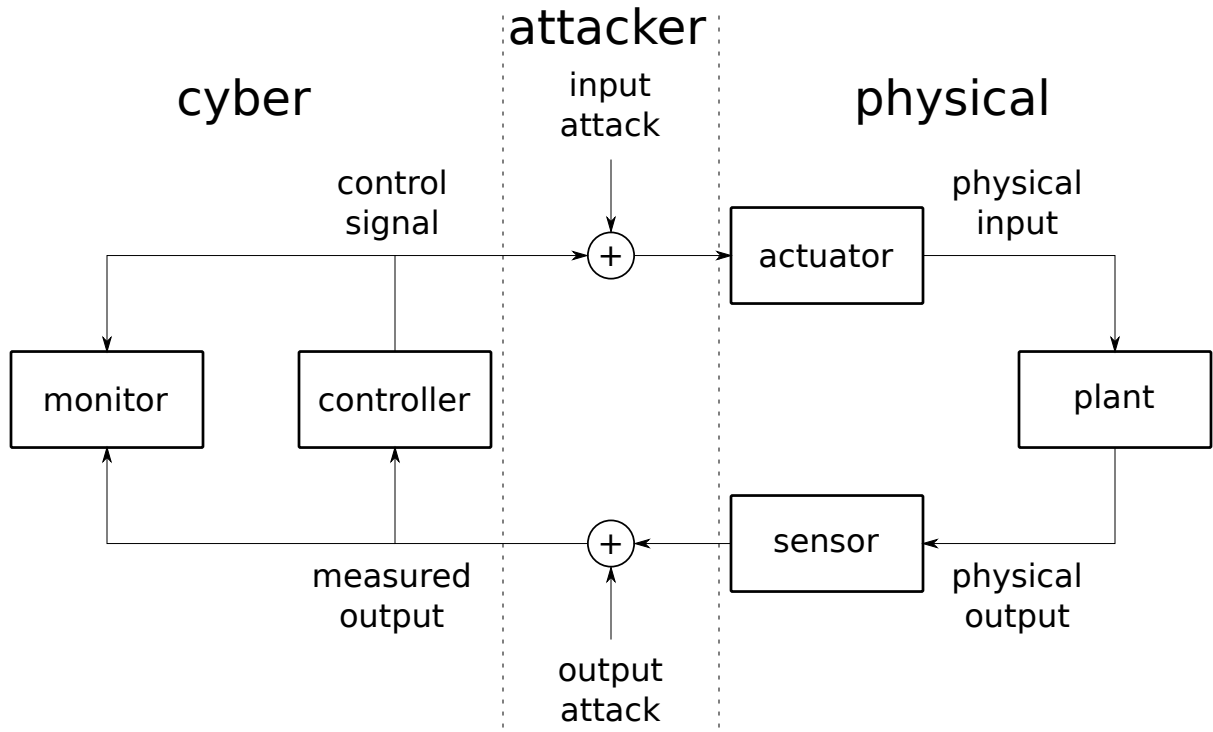 attacker
cyber
input
attack
physical
control
signal
physical
input
+
actuator
monitor
controller
plant
+
sensor
measured
output
physical
output
output
attack